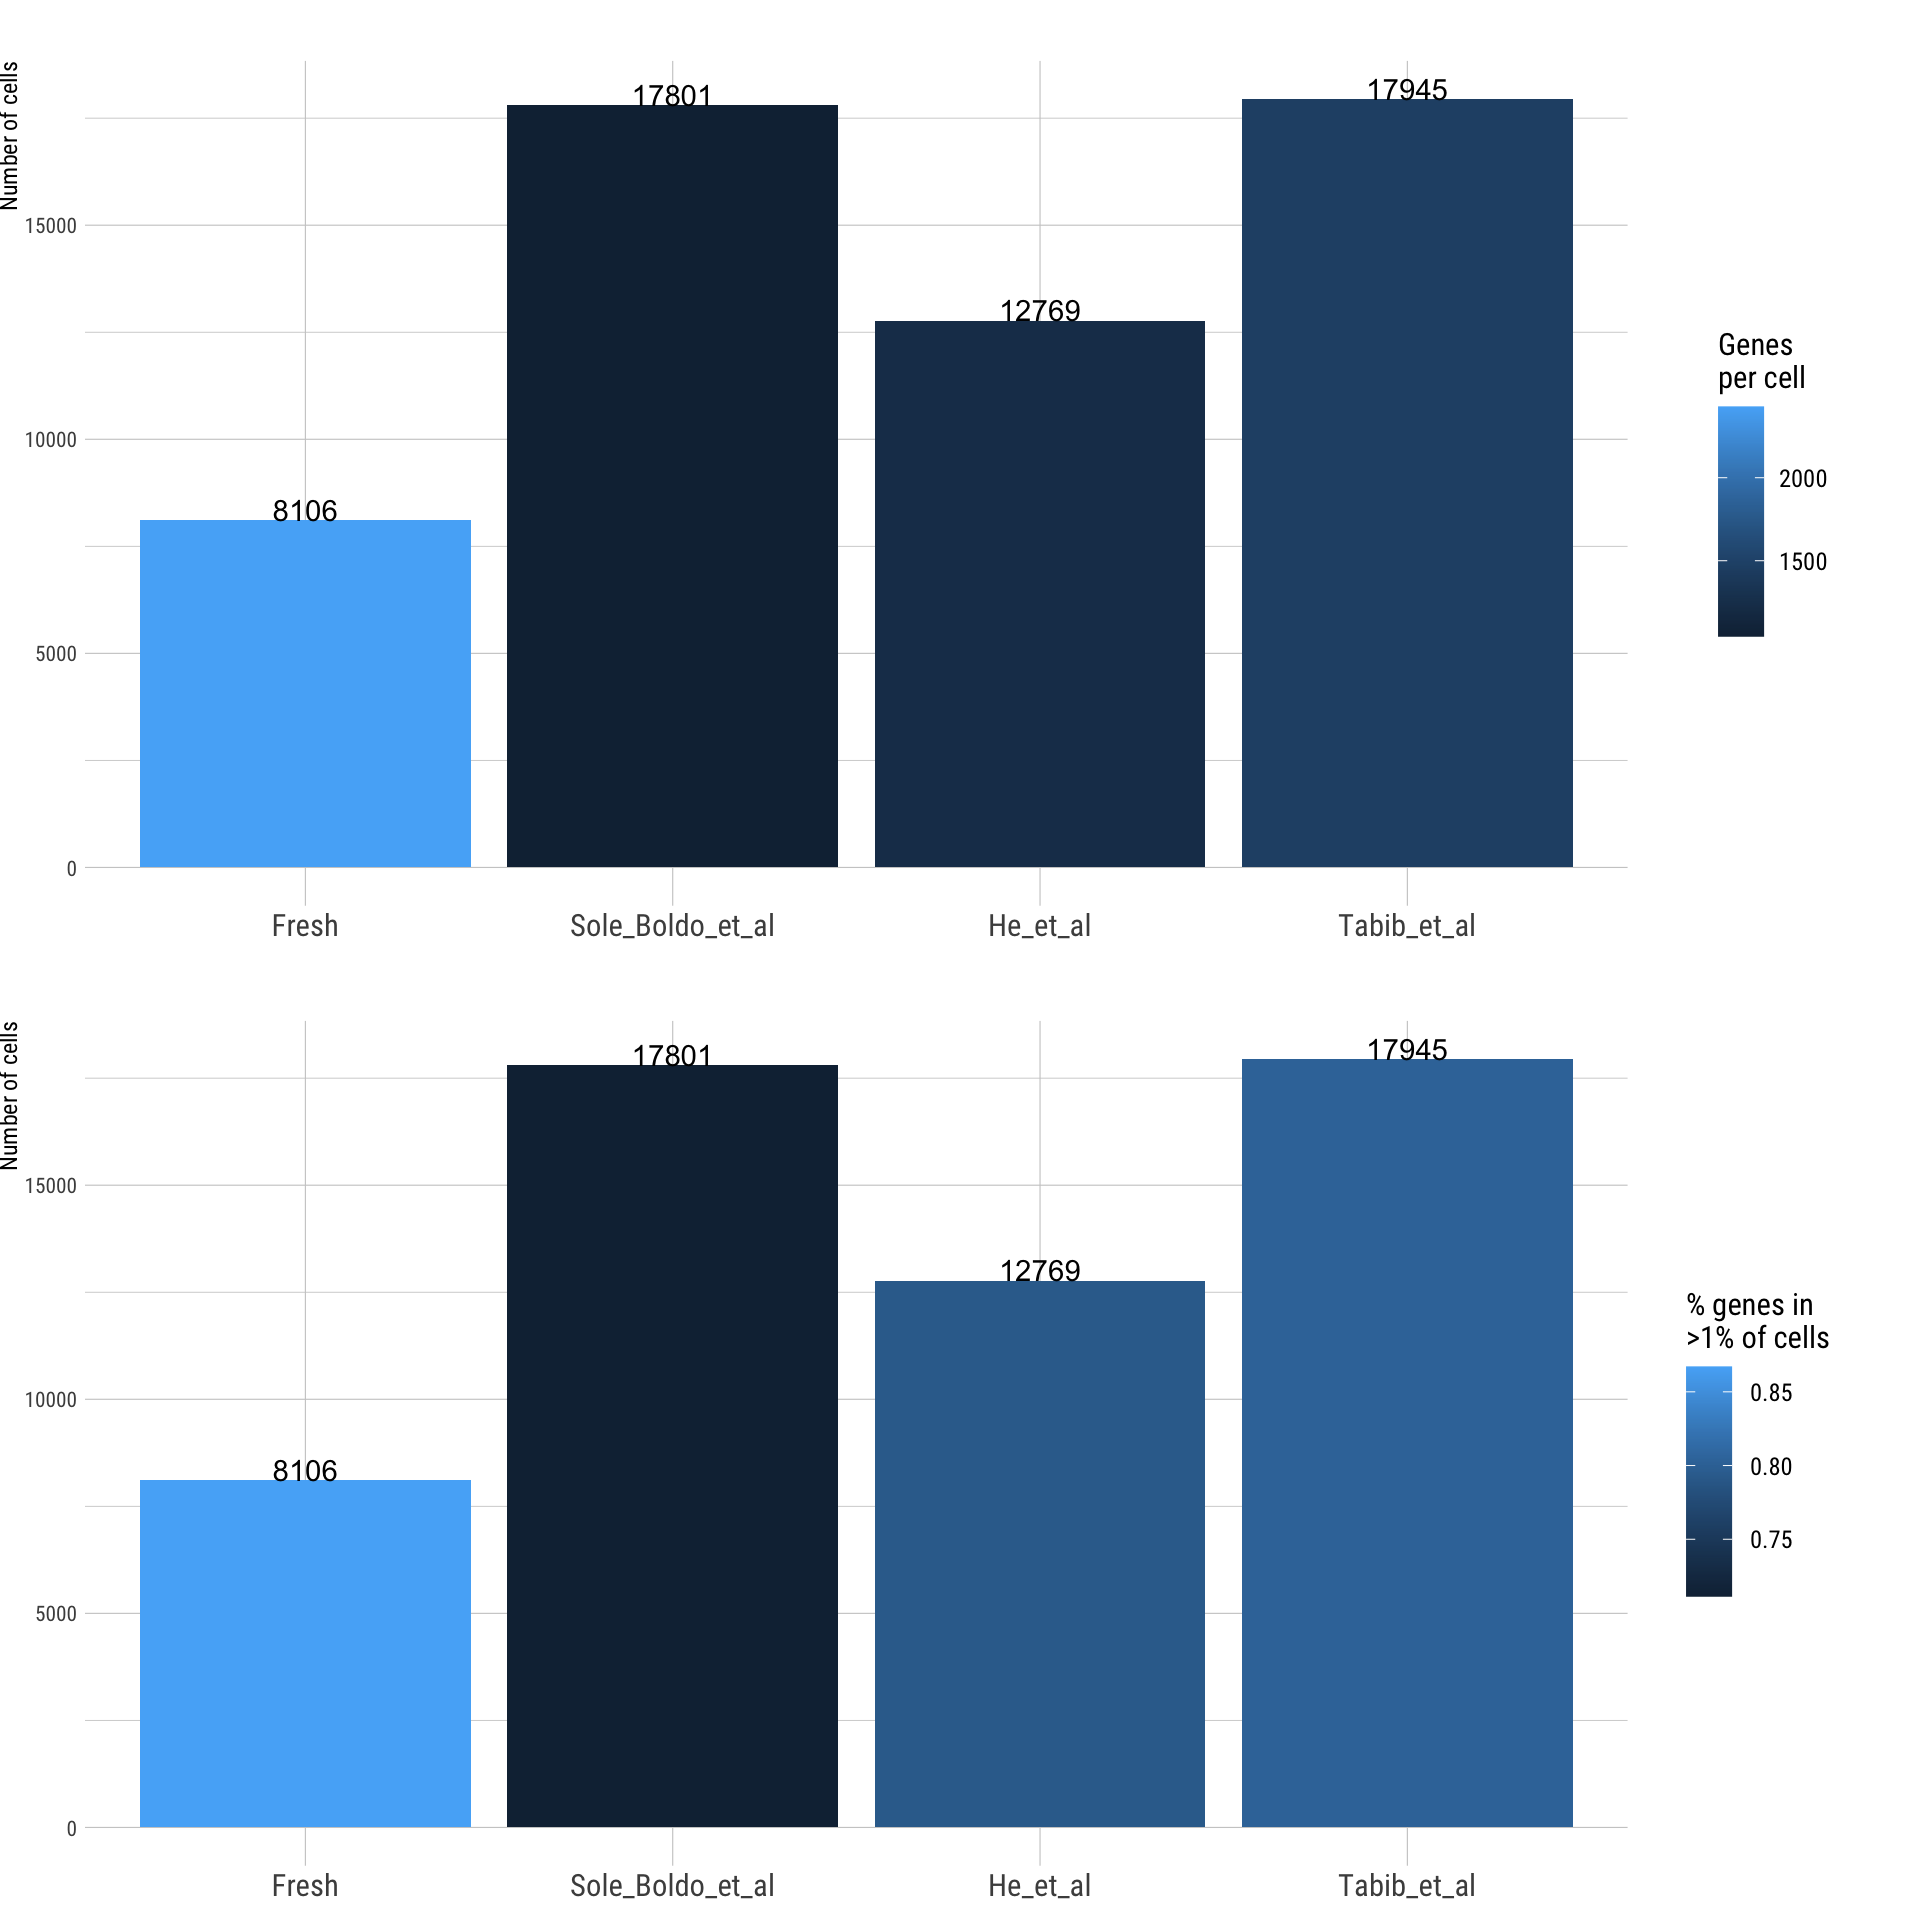 Number of cells
17801
17945
15000
12769
10000
8106
5000
0
Fresh
Sole_Boldo_et_al
He_et_al
Tabib_et_al
Genes
per cell
2000
1500
Number of cells
17801
17945
15000
12769
10000
8106
5000
0
Fresh
Sole_Boldo_et_al
He_et_al
Tabib_et_al
% genes in
>1% of cells
0.85
0.80
0.75